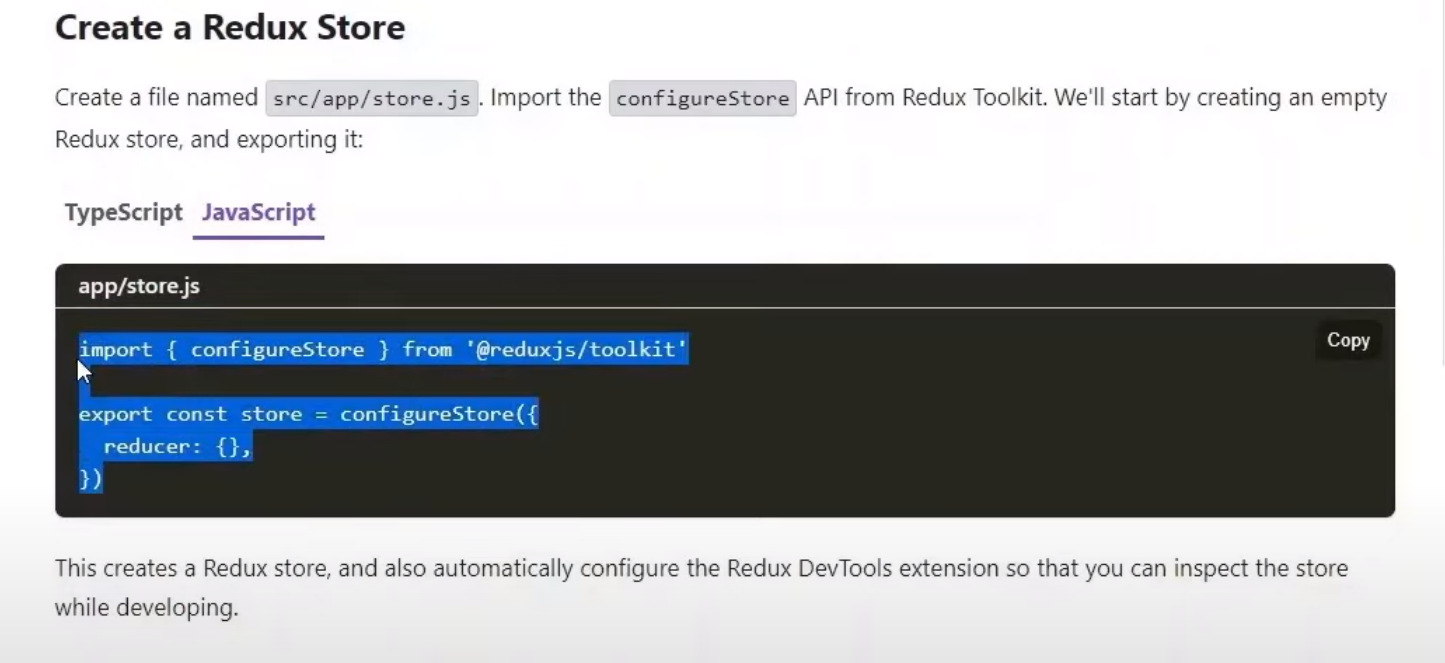 Create a Redux Store
Create a file named src/app/store.js. Import the configureStore API from Redux Toolkit. We'll start by creating an empty
Redux store, and exporting it:
TypeScript JavaScript
app/store.js
Copy
import { configureStore } from '@reduxjs/toolkit'
export const store = configureStore({
  reducer: {},
})
This creates a Redux store, and also automatically configure the Redux DevTools extension so that you can inspect the store
while developing.